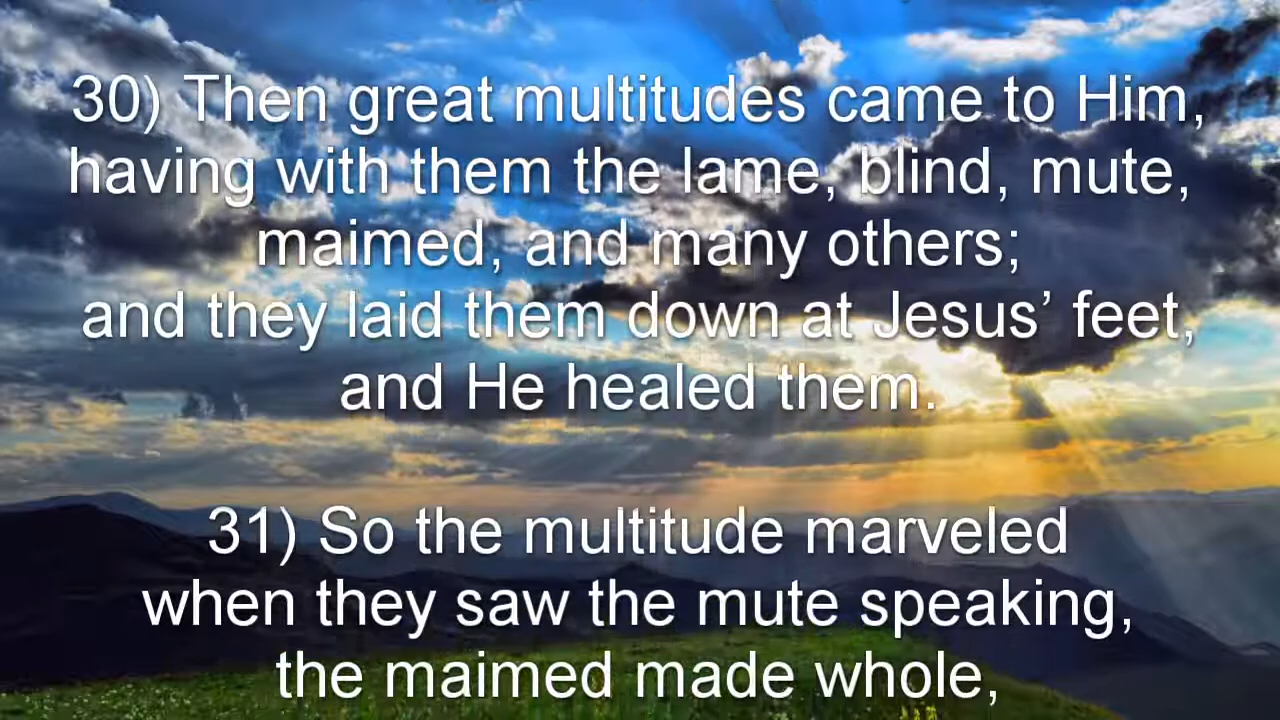 30) Then great multitudes came to Him,
having with them the lame, blind, mute,
maimed, and many others;
and they laid them down at Jesus’ feet,
and He healed them.
31) So the multitude marveled
when they saw the mute speaking,
the maimed made whole,